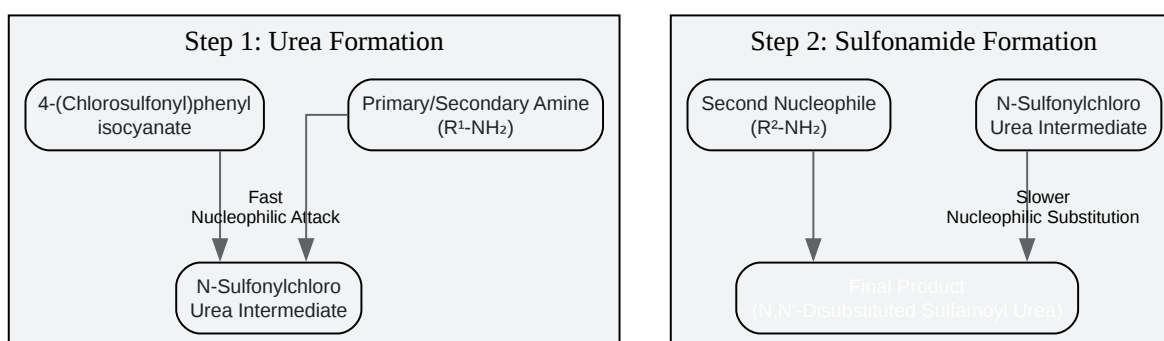 Step 1: Urea Formation
4-(Chlorosulfonyl)phenyl
isocyanate
Primary/Secondary Amine
(R¹-NH₂)
Fast
Nucleophilic Attack
N-Sulfonylchloro
Urea Intermediate
Step 2: Sulfonamide Formation
Second Nucleophile
(R²-NH₂)
N-Sulfonylchloro
Urea Intermediate
Slower
Nucleophilic Substitution
Final Product
(N,N'-Disubstituted Sulfamoyl Urea)